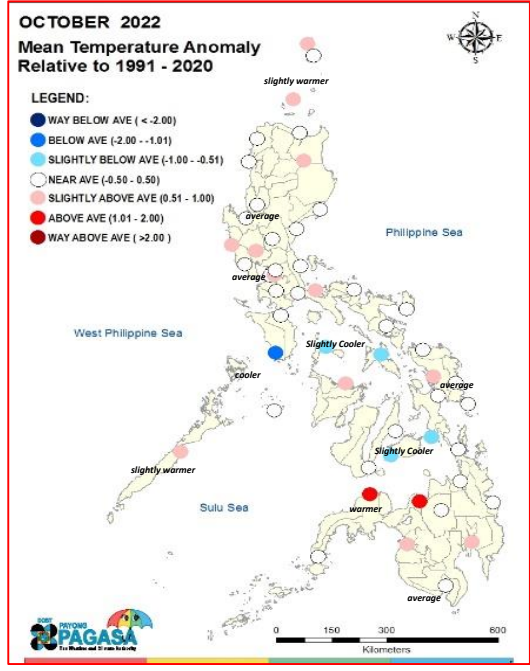 OCTOBER 2022
Mean Temperature Anomaly
Relative to 1991 - 2020
N
W E
S
slightly warmer
LEGEND:
WAY BELOW AVE ( < -2.00)
BELOW AVE (-2.00 - -1.01)
SLIGHTLY BELOW AVE (-1.00 - -0.51)
NEAR AVE (-0.50 - 0.50)
SLIGHTLY ABOVE AVE (0.51 - 1.00)
ABOVE AVE (1.01 - 2.00)
WAY ABOVE AVE ( >2.00 )
average
Philippine Sea
average
West Philippine Sea
Slightly Cooler
cooler
average
Slightly Cooler
slightly warmer
Sulu Sea
warmer
average
DOST
PAYONG
PAGASA
0 150 300 600
Kilometers